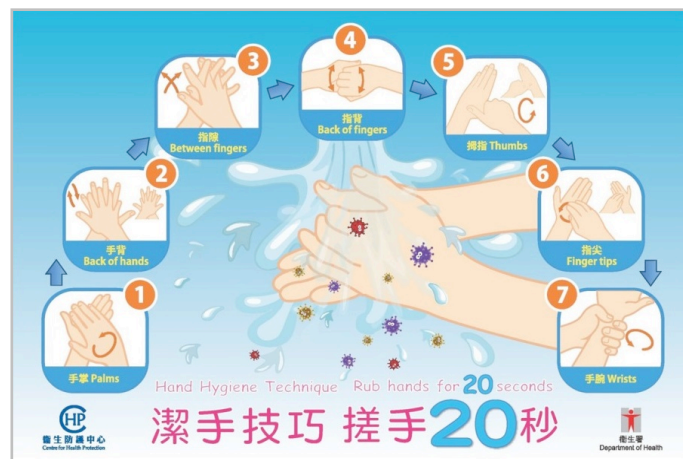 1
手掌 Palms
2
手背
Back of hands
3
指隙
Between fingers
4
指背
Back of fingers
5
拇指 Thumbs
6
指尖
Finger tips
7
手腕 Wrists
Hand Hygiene Technique Rub hands for 20 seconds
潔手技巧 搓手20秒
CHP
衞生防護中心
Centre for Health Protection
衞生署
Department of Health